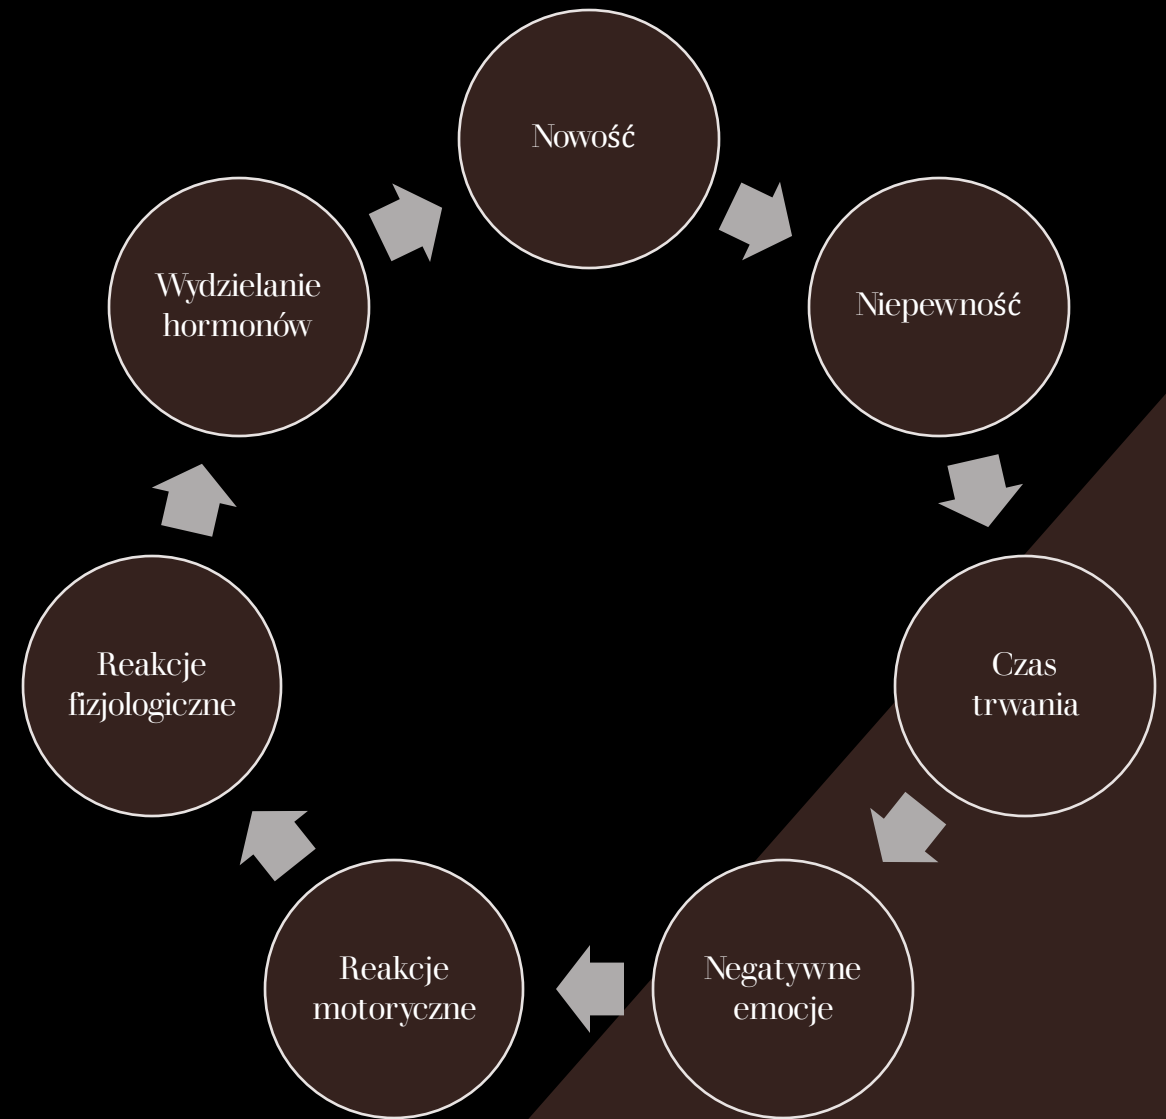 Nowość
Niepewność
Czas
trwania
Negatywne
emocje
Reakcje
motoryczne
Reakcje
fizjologiczne
Wydzielanie
hormonów